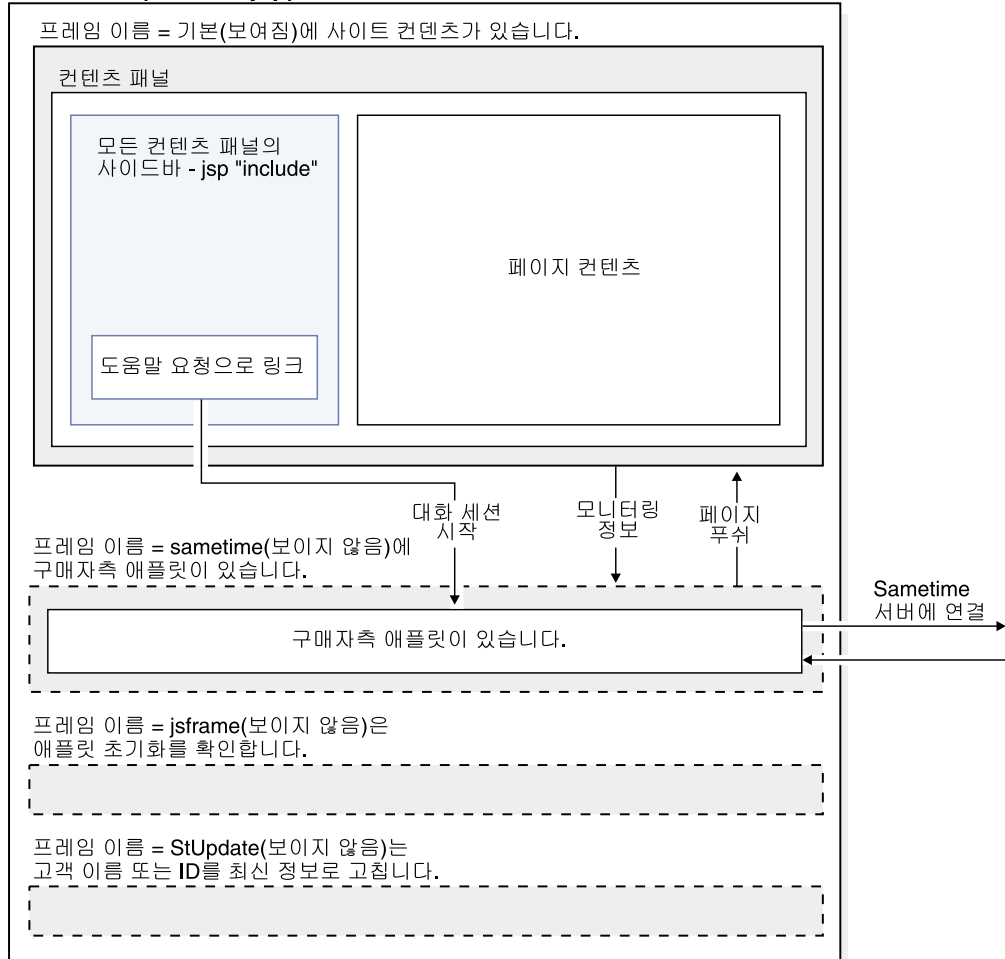 프레임 이름 = 기본(보여짐)에 사이트 컨덴츠가 있습니다.
컨텐츠 패널
모든 컨텐츠 패널의
사이드바 - jsp "include"
페이지 컨텐츠
도움말 요청으로 링크
대화 세션
시작
모니터링
정보
페이지
푸쉬
프레임 이름 = sametime(보이지 않음)에
구매자측 애플릿이 있습니다.
Sametime
서버에 연결
구매자측 애플릿이 있습니다.
프레임 이름 = jsframe(보이지 않음)은
애플릿 초기화를 확인합니다.
프레임 이름 = StUpdate(보이지 않음)는
고객 이름 또는 ID를 최신 정보로 고칩니다.